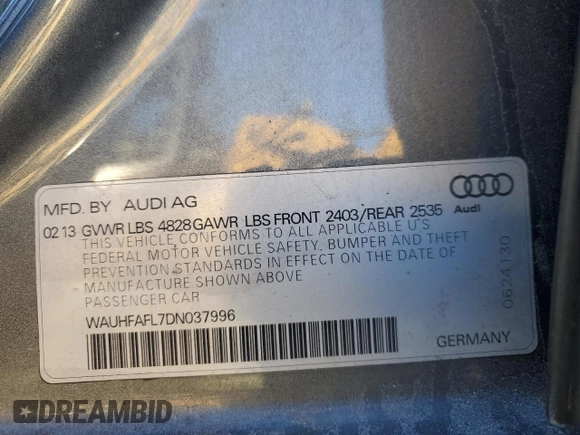 MFD. BY AUDI AG
02 13 GVWR LBS 4828 GAWR LBS FRONT 2403/REAR 2535
THIS VEHICLE CONFORMS TO ALL APPLICABLE U'S
FEDERAL MOTOR VEHICLE SAFETY, BUMPER AND THEFT
PREVENTION STANDARDS IN EFFECT ON THE DATE OF
MANUFACTURE SHOWN ABOVE
PASSENGER CAR
WAUHFAFL7DN037996
Audi
0624130
GERMANY
DREAMBID